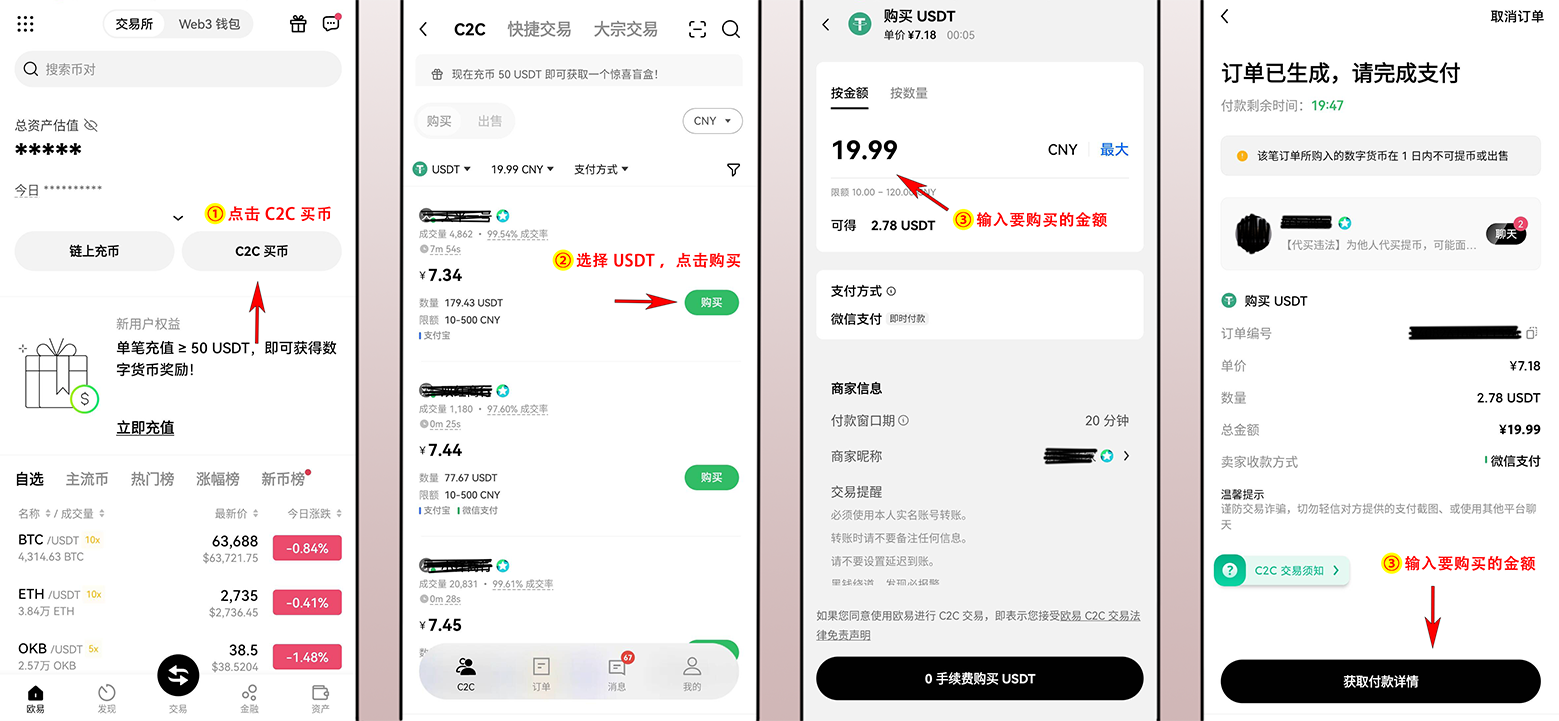 交易所 Web3 钱包
搜索币对
总资产估值
*****
今日 **********
① 点击 C2C 买币
链上充币 C2C 买币
新用户权益
单笔充值 ≥ 50 USDT，即可获得数
字货币奖励！
$
立即充值
自选 主流币 热门榜 涨幅榜 新币榜
名称 / 成交量 最新价 今日涨跌
BTC /USDT 10x 63,688 -0.84%
4,314.63 BTC $63,721.75
ETH /USDT 10x 2,735 -0.41%
3.84万 ETH $2,736.45
OKB /USDT 5x 38.5 -1.48%
2.57万 OKB $38.5204
欧易 发现 交易 金融 资产
C2C 快捷交易 大宗交易
现在充币 50 USDT 即可获取一个惊喜盲盒！
购买 出售 CNY
USDT 19.99 CNY 支付方式
成交量 4,862 · 99.54% 成交率
7m 54s
② 选择 USDT ，点击购买
¥ 7.34
数量 179.43 USDT
购买
限额 10-500 CNY
支付宝
成交量 1,180 · 97.60% 成交率
0m 25s
¥ 7.44
数量 77.67 USDT
购买
限额 10-500 CNY
支付宝 微信支付
成交量 20,831 · 99.61% 成交率
0m 28s
¥ 7.45
67
C2C 订单 消息 我的
购买 USDT
单价 ¥7.18 00:05
按金额 按数量
19.99 CNY 最大
限额 10.00 ~ 120.00 CNY
③ 输入要购买的金额
可得 2.78 USDT
支付方式
微信支付 即时付款
商家信息
付款窗口期 20 分钟
商家昵称
交易提醒
必须使用本人实名账号转账。
转账时请不要备注任何信息。
请不要设置延迟到账。
如果您同意使用欧易进行 C2C 交易，即表示您接受欧易 C2C 交易法
律免责声明
0 手续费购买 USDT
取消订单
订单已生成，请完成支付
付款剩余时间：19:47
该笔订单所购入的数字货币在 1 日内不可提币或出售
【代买违法】为他人代买提币，可能面...
聊天 2
购买 USDT
订单编号
单价 ¥7.18
数量 2.78 USDT
总金额 ¥19.99
卖家收款方式 微信支付
温馨提示
谨防交易诈骗，切勿轻信对方提供的支付截图、或使用其他平台聊
天
C2C 交易须知
③ 输入要购买的金额
获取付款详情